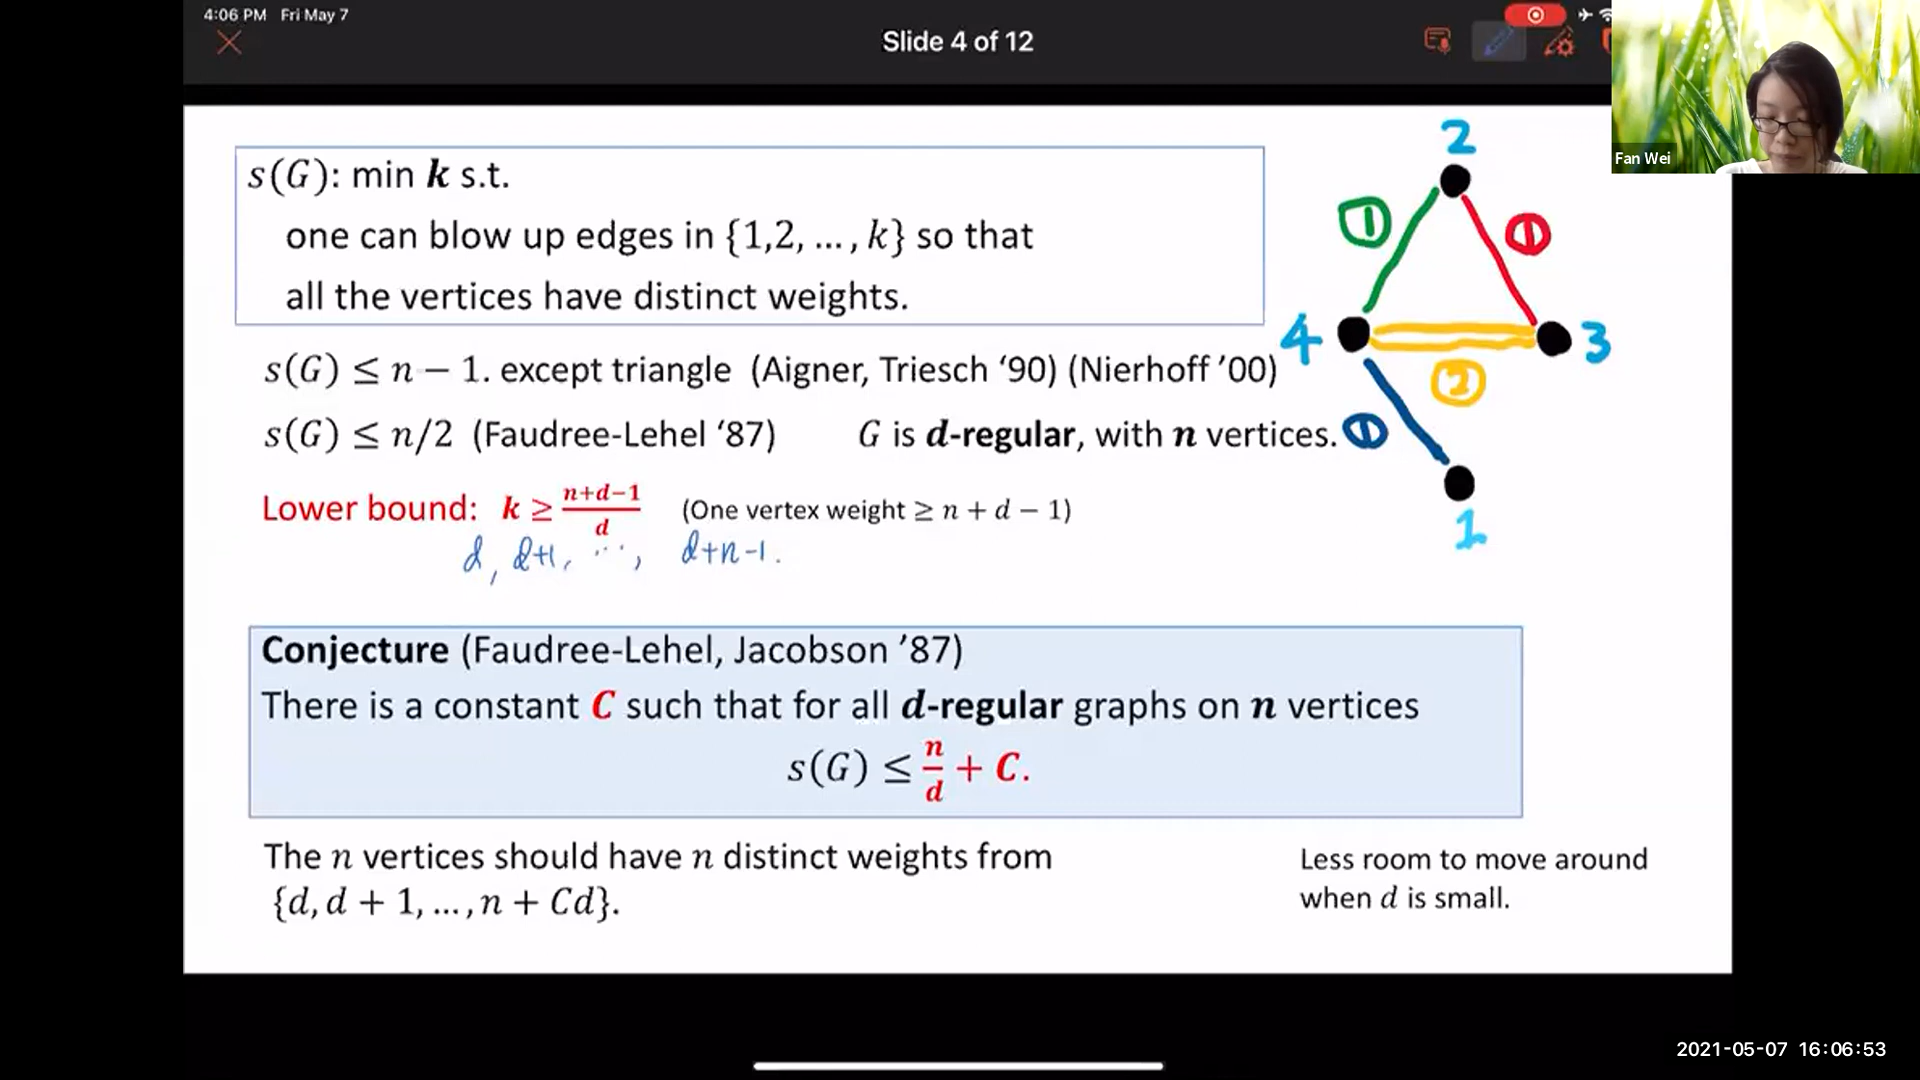 4:06 PM Fri May 7
Slide 4 of 12
Fan Wei
s(G): min k s.t.
one can blow up edges in {1,2, ..., k} so that
all the vertices have distinct weights.
s(G) ≤ n − 1. except triangle (Aigner, Triesch ‘90) (Nierhoff ’00)
s(G) ≤ n/2 (Faudree-Lehel ‘87) G is d-regular, with n vertices.
Lower bound: k ≥ (n+d−1)/d (One vertex weight ≥ n + d − 1)
d, d+1, ..., d+n-1.
2
1
1
4
3
2
1
1
Conjecture (Faudree-Lehel, Jacobson ’87)
There is a constant C such that for all d-regular graphs on n vertices
s(G) ≤ n/d + C.
The n vertices should have n distinct weights from
{d, d + 1, ..., n + Cd}.
Less room to move around
when d is small.
2021-05-07 16:06:53